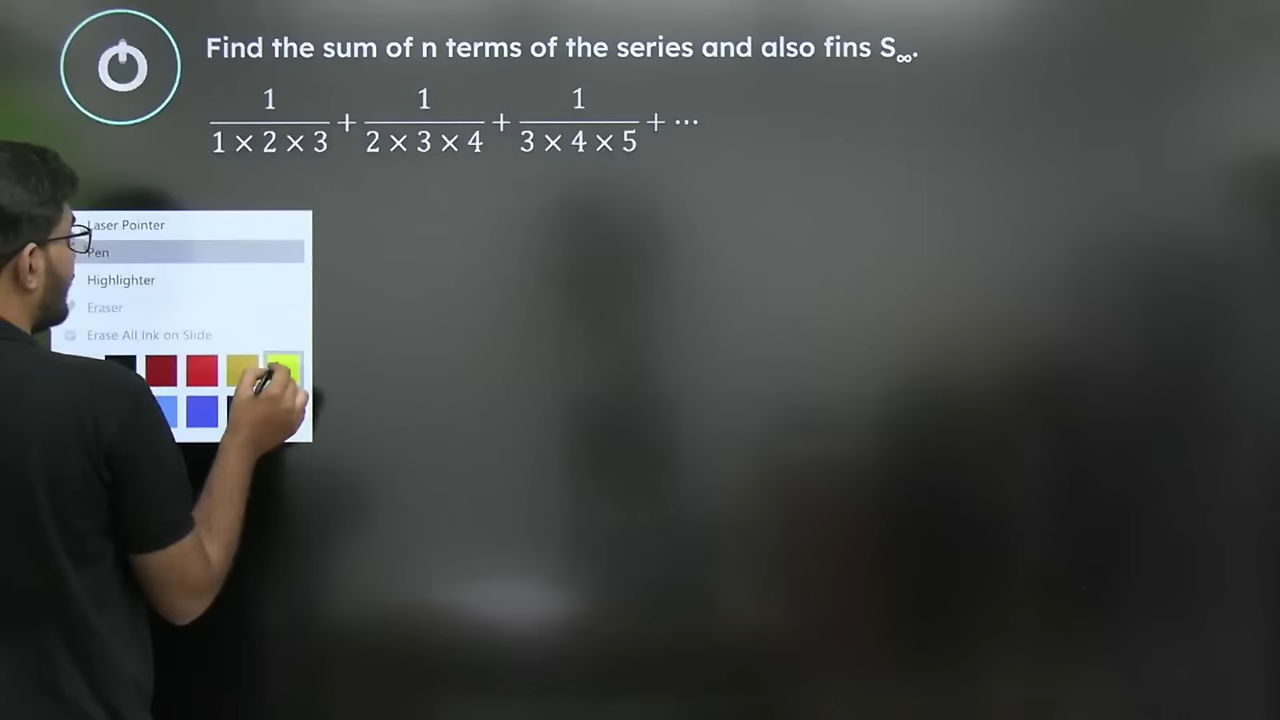 Find the sum of n terms of the series and also fins S∞.
1/(1 × 2 × 3) + 1/(2 × 3 × 4) + 1/(3 × 4 × 5) + ⋯
Laser Pointer
Pen
Highlighter
Eraser
Erase All Ink on Slide